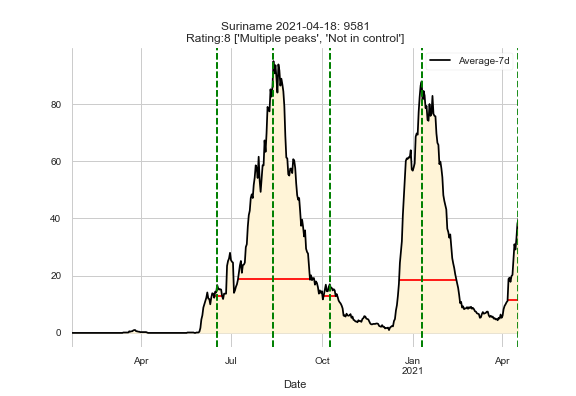 Suriname 2021-04-18: 9581
Rating:8 ['Multiple peaks', 'Not in control']
Average-7d
80
60
40
20
0
Apr
Jul
Oct
Jan
2021
Apr
Date